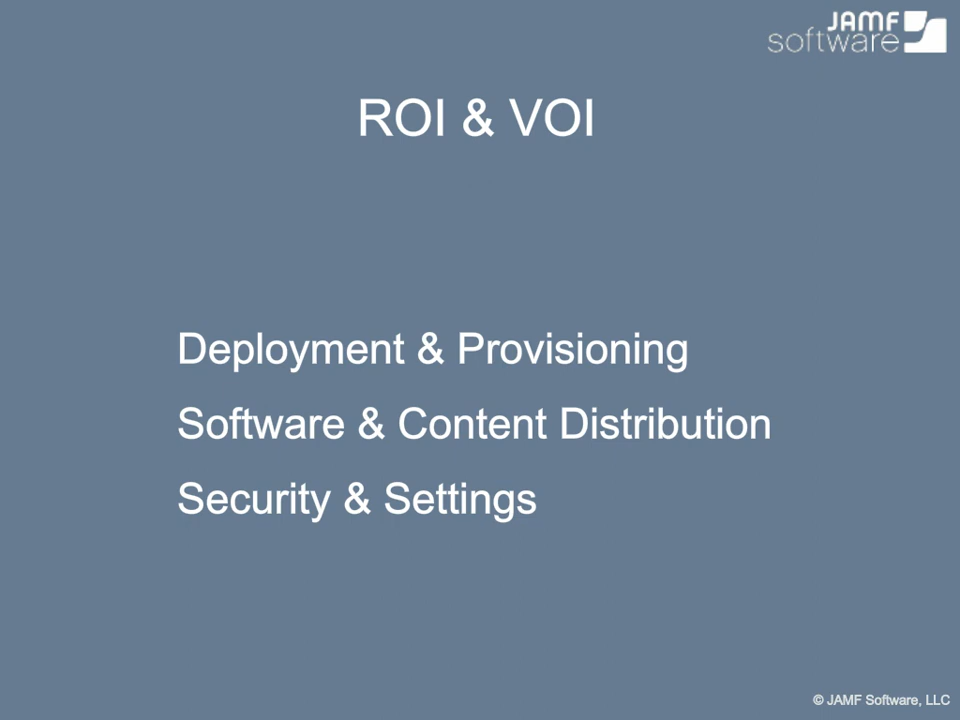 JAMF
software
ROI & VOI
Deployment & Provisioning
Software & Content Distribution
Security & Settings
© JAMF Software, LLC